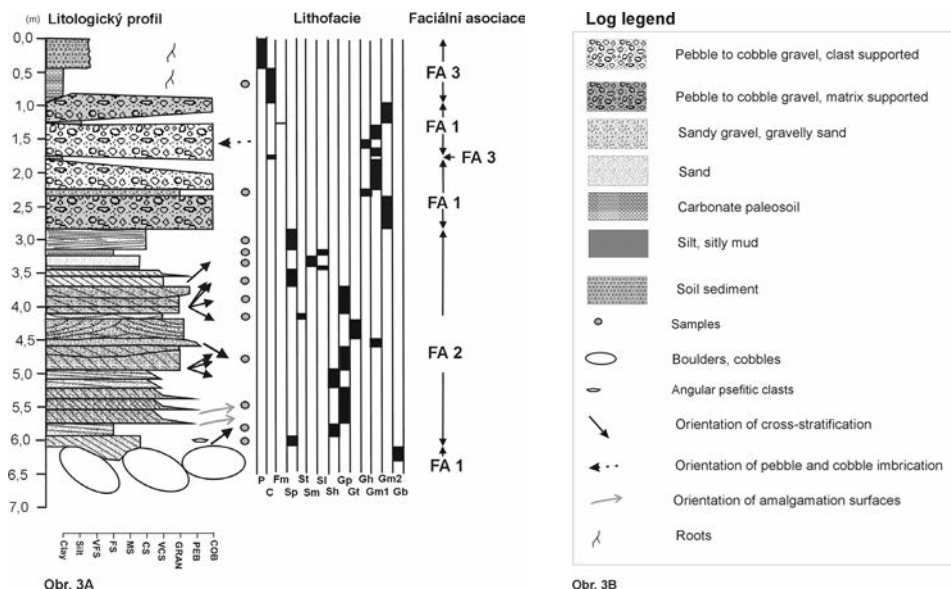 Litologický profil
Lithofacie
Faciální asociace
(m)
0,0
0,5
1,0
1,5
2,0
2,5
3,0
3,5
4,0
4,5
5,0
5,5
6,0
6,5
7,0
FA 3
FA 1
FA 3
FA 1
FA 2
FA 1
P
C
Fm
Sp
St
Sm
Sl
Sh
Gp
Gt
Gh
Gm1
Gm2
Gb
Clay
Silt
VFS
FS
MS
CS
VCS
GRAN
PEB
COB
Obr. 3A
Log legend
Pebble to cobble gravel, clast supported
Pebble to cobble gravel, matrix supported
Sandy gravel, gravelly sand
Sand
Carbonate paleosoil
Silt, sitly mud
Soil sediment
Samples
Boulders, cobbles
Angular psefitic clasts
Orientation of cross-stratification
Orientation of pebble and cobble imbrication
Orientation of amalgamation surfaces
Roots
Obr. 3B